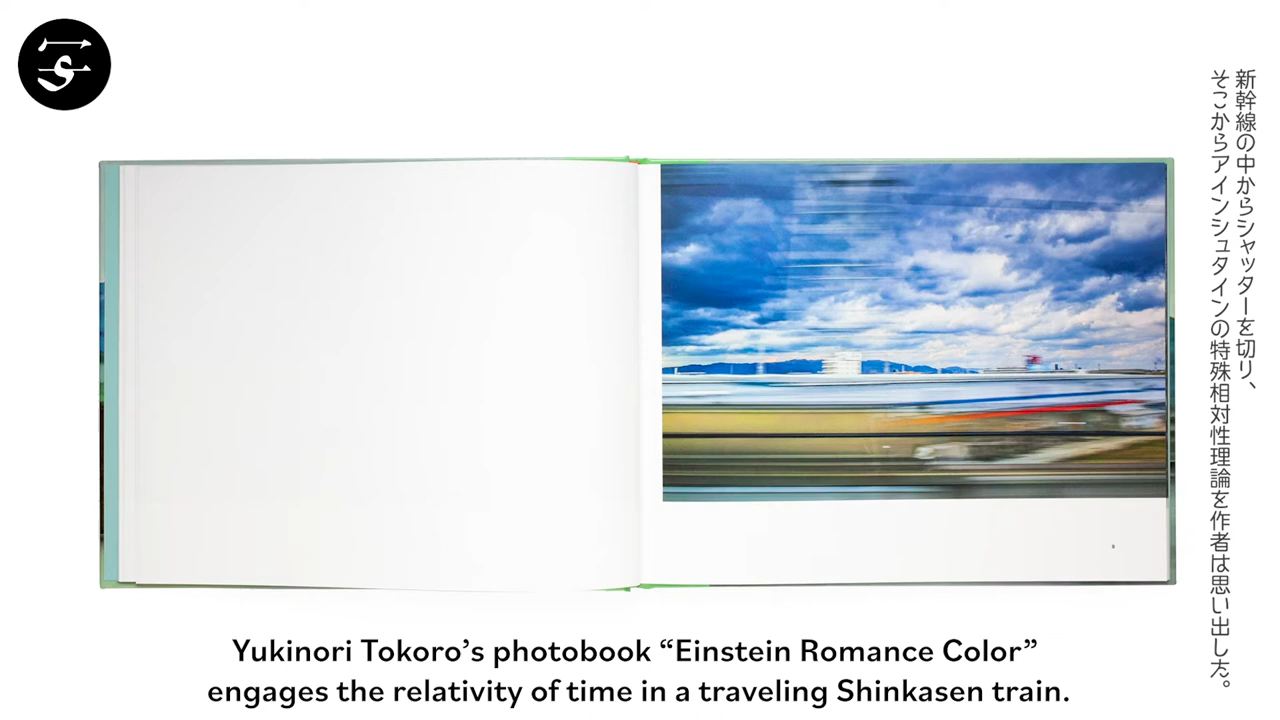 新幹線の中からシャッターを切り、
そこからアインシュタインの特殊相対性理論を作者は思い出した。
9
Yukinori Tokoro’s photobook “Einstein Romance Color”
engages the relativity of time in a traveling Shinkasen train.